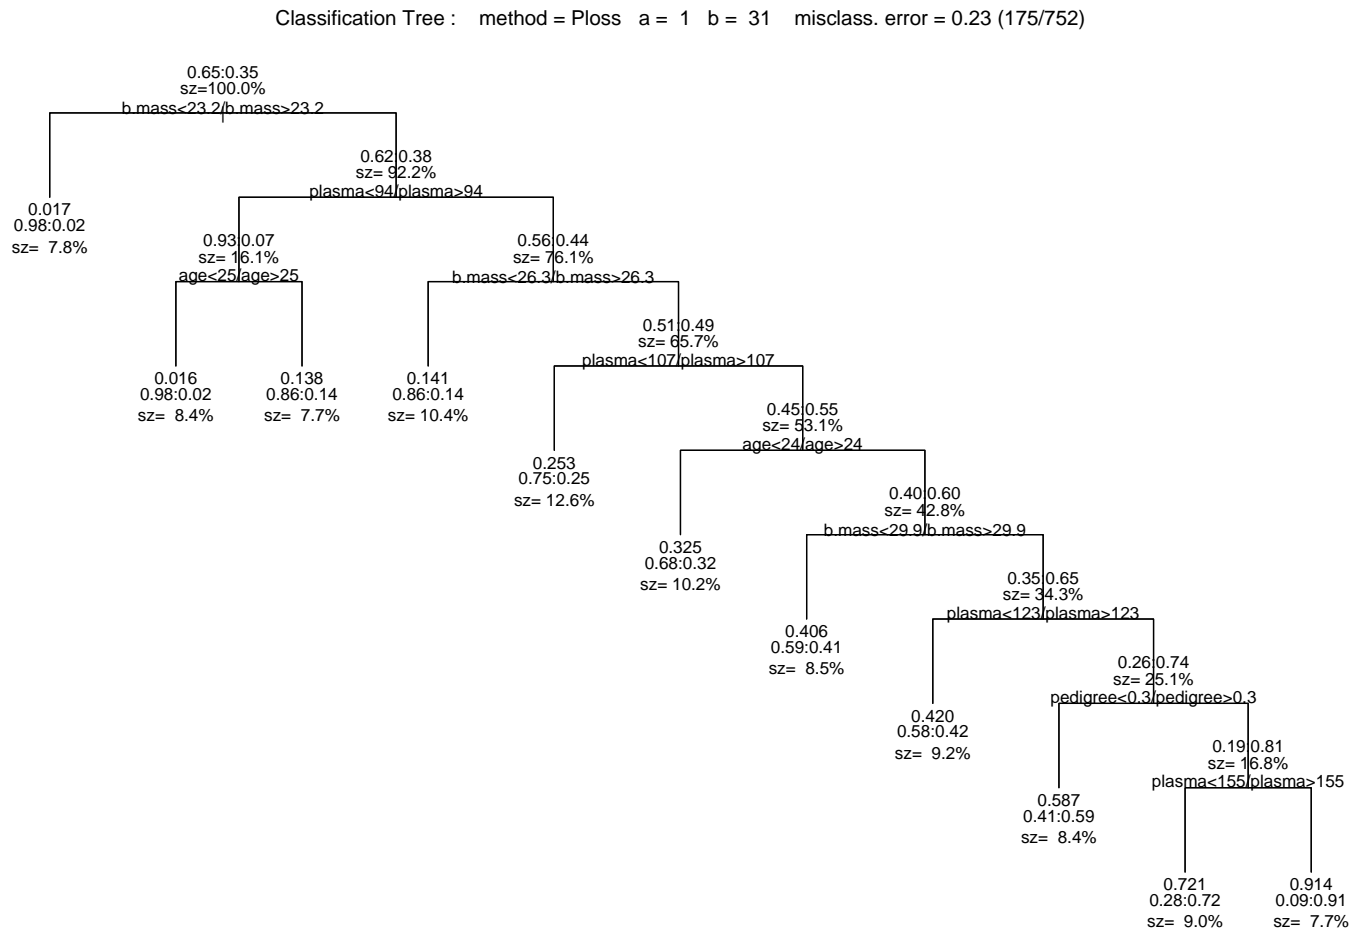 Classification Tree : method = Ploss a = 1 b = 31 misclass. error = 0.23 (175/752)
0.65:0.35
sz=100.0%
b.mass<23.2/b.mass>23.2
0.62:0.38
sz= 92.2%
plasma<94/plasma>94
0.017
0.98:0.02
sz= 7.8%
0.93:0.07
sz= 16.1%
age<25/age>25
0.56:0.44
sz= 76.1%
b.mass<26.3/b.mass>26.3
0.51:0.49
sz= 65.7%
plasma<107/plasma>107
0.016
0.98:0.02
sz= 8.4%
0.138
0.86:0.14
sz= 7.7%
0.141
0.86:0.14
sz= 10.4%
0.45:0.55
sz= 53.1%
age<24/age>24
0.253
0.75:0.25
sz= 12.6%
0.40:0.60
sz= 42.8%
b.mass<29.9/b.mass>29.9
0.325
0.68:0.32
sz= 10.2%
0.35:0.65
sz= 34.3%
plasma<123/plasma>123
0.406
0.59:0.41
sz= 8.5%
0.26:0.74
sz= 25.1%
pedigree<0.3/pedigree>0.3
0.420
0.58:0.42
sz= 9.2%
0.19:0.81
sz= 16.8%
plasma<155/plasma>155
0.587
0.41:0.59
sz= 8.4%
0.721
0.28:0.72
sz= 9.0%
0.914
0.09:0.91
sz= 7.7%